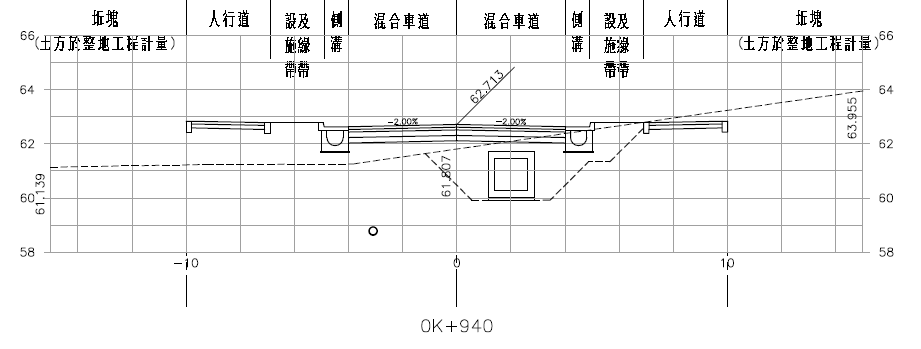 坵塊 人行道 設及 側 混合車道 混合車道 側 設及 人行道 坵塊
66 (土方於整地工程計量) 施綠 溝 溝 施綠 (土方於整地工程計量) 66
帶帶 帶帶
62.713
64 64
63.955
-2.00% -2.00%
62 62
61.807
61.139
60 60
58 58
-10 0 10
0K+940